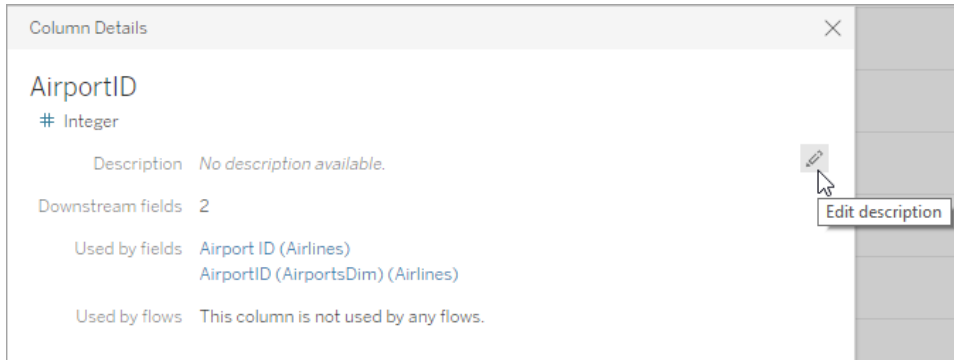 Column Details
AirportID
# Integer
Description No description available.
Edit description
Downstream fields 2
Used by fields Airport ID (Airlines)
AirportID (AirportsDim) (Airlines)
Used by flows This column is not used by any flows.